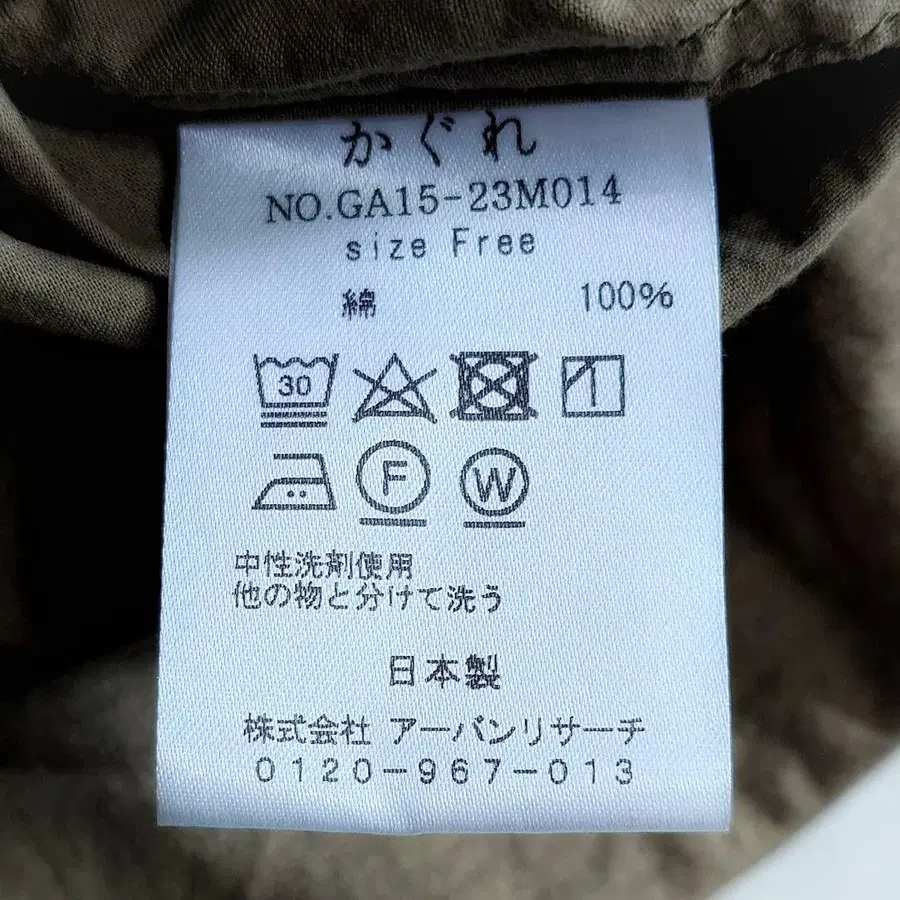 かぐれ
NO.GA15-23M014
size Free
綿 100%
30
F W
中性洗剤使用
他の物と分けて洗う
日本製
株式会社 アーバンリサーチ
0120-967-013